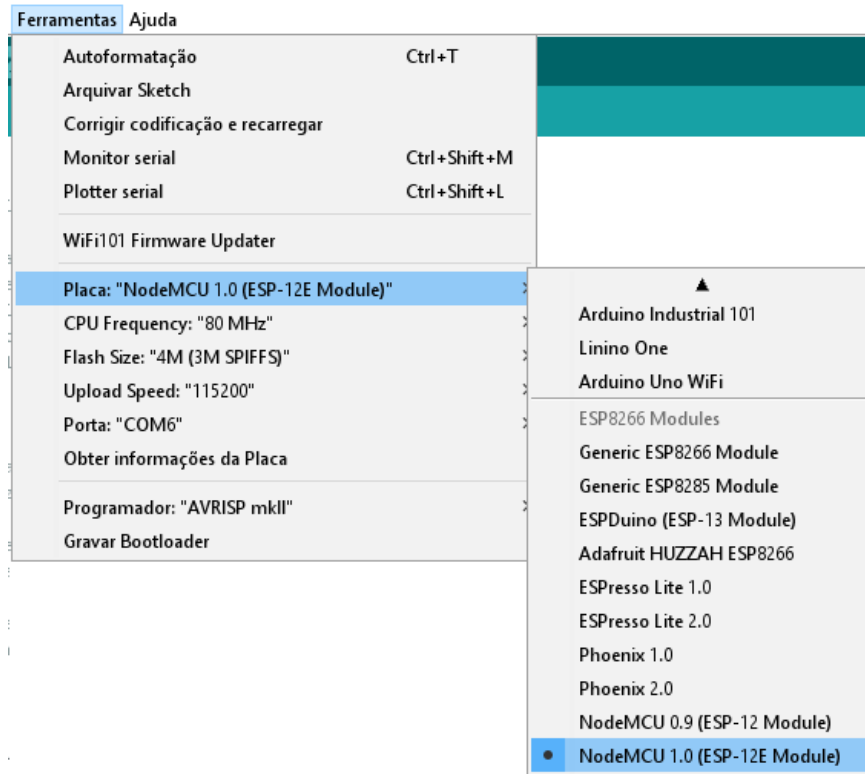 Ferramentas Ajuda
Autoformatação Ctrl+T
Arquivar Sketch
Corrigir codificação e recarregar
Monitor serial Ctrl+Shift+M
Plotter serial Ctrl+Shift+L
WiFi101 Firmware Updater
Placa: "NodeMCU 1.0 (ESP-12E Module)"
CPU Frequency: "80 MHz"
Flash Size: "4M (3M SPIFFS)"
Upload Speed: "115200"
Porta: "COM6"
Obter informações da Placa
Programador: "AVRISP mkII"
Gravar Bootloader
Arduino Industrial 101
Linino One
Arduino Uno WiFi
ESP8266 Modules
Generic ESP8266 Module
Generic ESP8285 Module
ESPDuino (ESP-13 Module)
Adafruit HUZZAH ESP8266
ESPresso Lite 1.0
ESPresso Lite 2.0
Phoenix 1.0
Phoenix 2.0
NodeMCU 0.9 (ESP-12 Module)
NodeMCU 1.0 (ESP-12E Module)